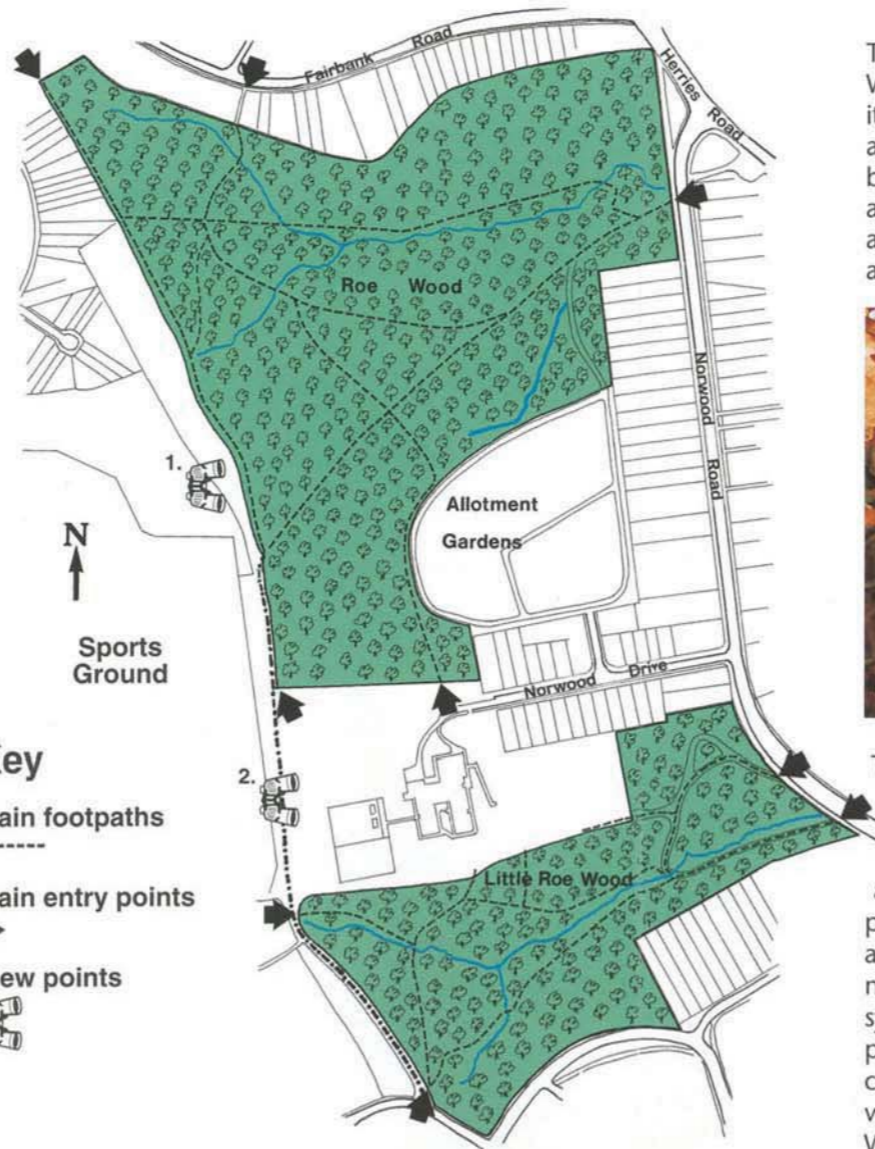 Fairbank Road
Herries Road
Roe Wood
Norwood Road
1.
Allotment
Gardens
N
Sports
Ground
Norwood Drive
Key
2.
ain footpaths
ain entry points
Little Roe Wood
ew points